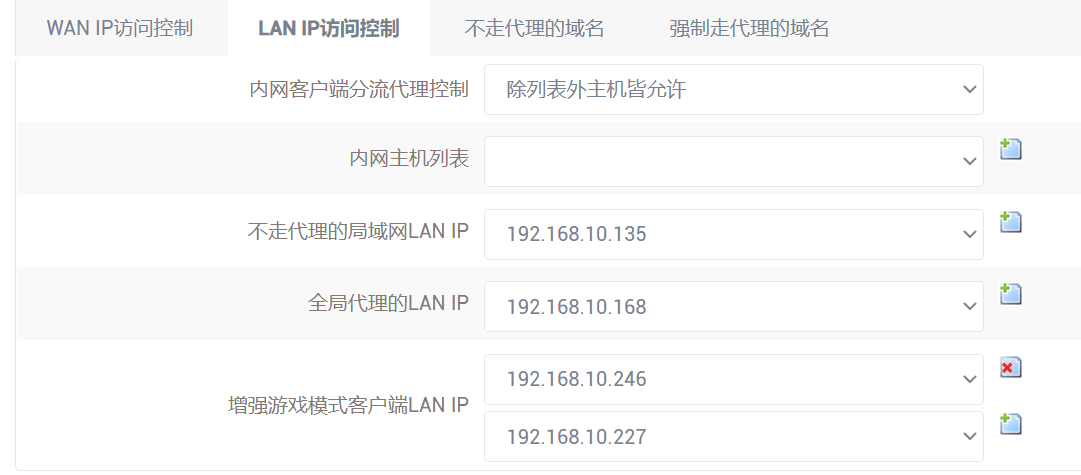 WAN IP访问控制 LAN IP访问控制 不走代理的域名 强制走代理的域名
内网客户端分流代理控制 除列表外主机皆允许
内网主机列表
不走代理的局域网LAN IP 192.168.10.135
全局代理的LAN IP 192.168.10.168
192.168.10.246
增强游戏模式客户端LAN IP
192.168.10.227